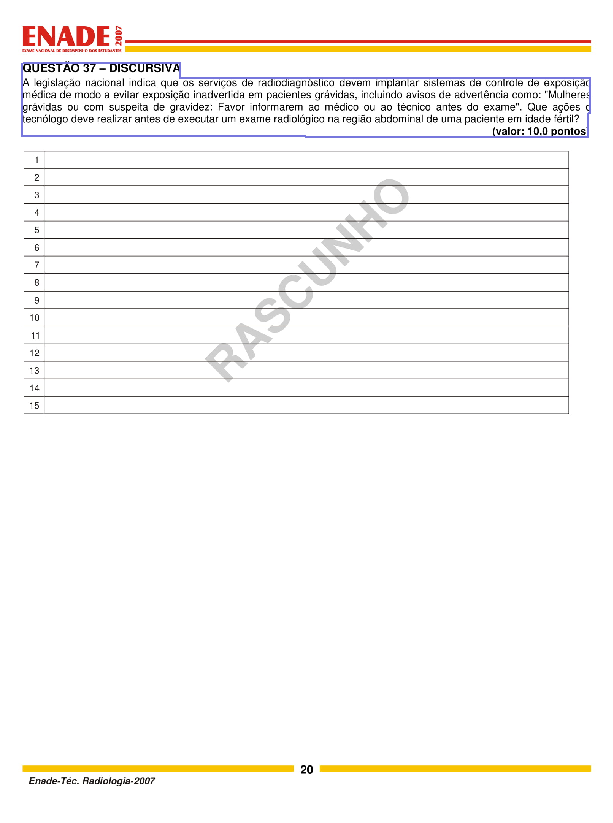 ENADE 2007
EXAME NACIONAL DE DESEMPENHO DOS ESTUDANTES
QUESTÃO 37 – DISCURSIVA
A legislação nacional indica que os serviços de radiodiagnóstico devem implantar sistemas de controle de exposição
médica de modo a evitar exposição inadvertida em pacientes grávidas, incluindo avisos de advertência como: "Mulheres
grávidas ou com suspeita de gravidez: Favor informarem ao médico ou ao técnico antes do exame". Que ações o
tecnólogo deve realizar antes de executar um exame radiológico na região abdominal de uma paciente em idade fértil?
(valor: 10,0 pontos)
1
2
3
4
5
6
7
8
9
10
11
12
13
14
15
RASCUNHO
20
Enade-Téc. Radiologia-2007